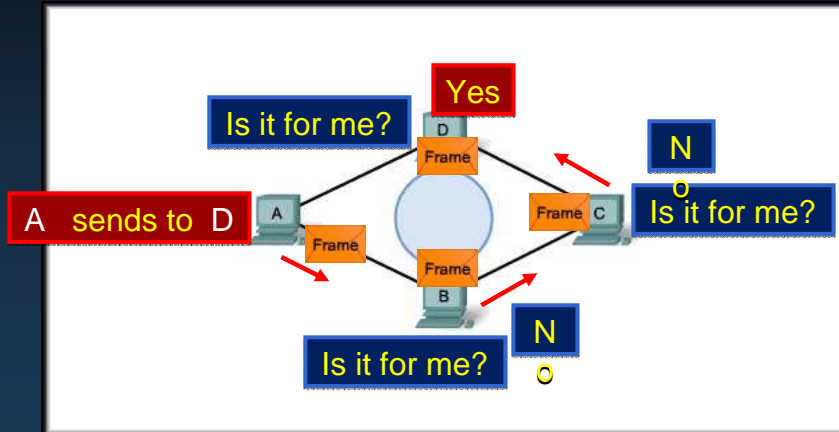 Yes
Is it for me?
D
Frame
N
o
A sends to D
A
Frame
Frame
C
Is it for me?
Frame
B
N
o
Is it for me?